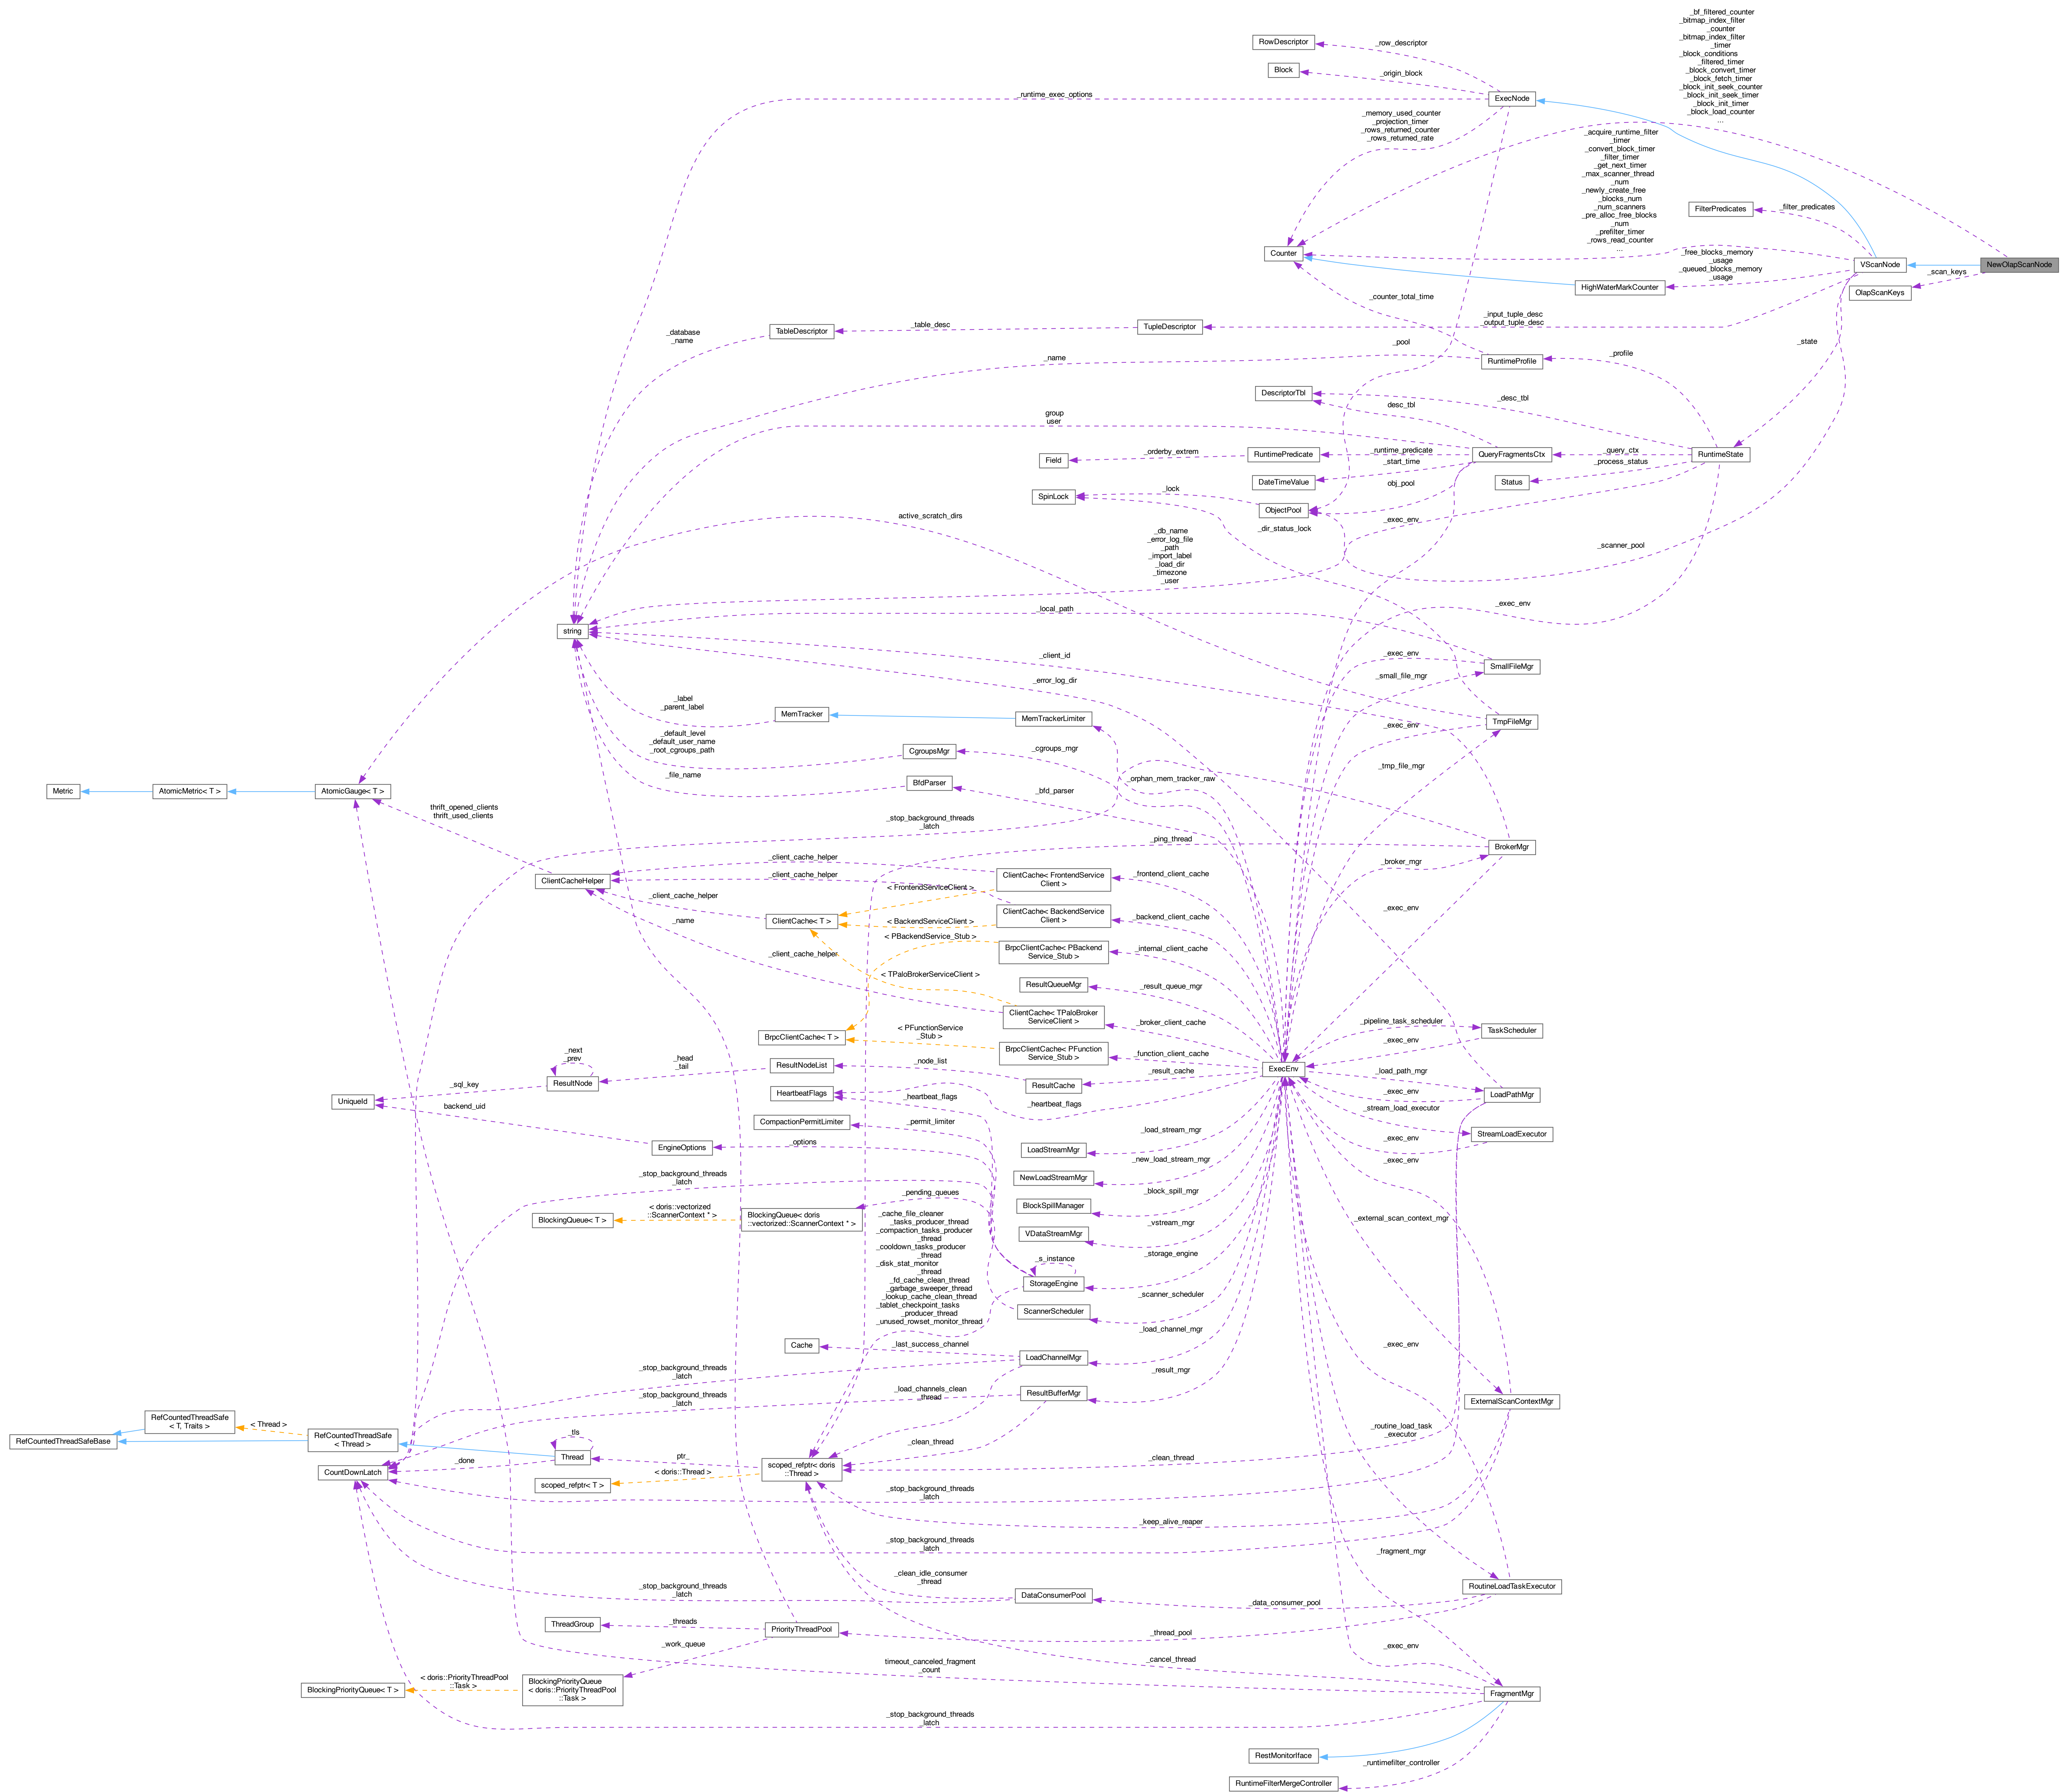 _bf_filtered_counter
_bitmap_index_filter
_counter
_bitmap_index_filter
_timer
_block_conditions
_filtered_timer
_block_convert_timer
_block_fetch_timer
_block_init_seek_counter
_block_init_seek_timer
_block_init_timer
_block_load_counter
...
RowDescriptor
_row_descriptor
Block
_origin_block
ExecNode
_runtime_exec_options
_memory_used_counter
_projection_timer
_rows_returned_counter
_rows_returned_rate
_acquire_runtime_filter
_timer
_convert_block_timer
_filter_timer
_get_next_timer
_max_scanner_thread
_num
_newly_create_free
_blocks_num
_num_scanners
_pre_alloc_free_blocks
_num
_prefilter_timer
_rows_read_counter
...
FilterPredicates
_filter_predicates
Counter
_free_blocks_memory
_usage
_queued_blocks_memory
_usage
VScanNode
NewOlapScanNode
_scan_keys
HighWaterMarkCounter
OlapScanKeys
_counter_total_time
_database
_name
TableDescriptor
_table_desc
TupleDescriptor
_input_tuple_desc
_output_tuple_desc
_pool
_state
_name
RuntimeProfile
_profile
DescriptorTbl
desc_tbl
_desc_tbl
group
user
Field
_orderby_extrem
RuntimePredicate
_runtime_predicate
QueryFragmentsCtx
_query_ctx
RuntimeState
_start_time
_process_status
DateTimeValue
Status
obj_pool
SpinLock
_lock
ObjectPool
active_scratch_dirs
_dir_status_lock
_exec_env
_db_name
_error_log_file
_path
_import_label
_load_dir
_timezone
_user
_scanner_pool
_exec_env
string
_local_path
_client_id
_exec_env
SmallFileMgr
_error_log_dir
_small_file_mgr
_label
_parent_label
MemTracker
MemTrackerLimiter
_exec_env
TmpFileMgr
_default_level
_default_user_name
_root_cgroups_path
CgroupsMgr
_cgroups_mgr
_tmp_file_mgr
_file_name
BfdParser
_bfd_parser
_orphan_mem_tracker_raw
Metric
AtomicMetric< T >
AtomicGauge< T >
thrift_opened_clients
thrift_used_clients
_stop_background_threads
_latch
_ping_thread
BrokerMgr
_broker_mgr
_client_cache_helper
ClientCache< FrontendService
Client >
_frontend_client_cache
ClientCacheHelper
_client_cache_helper
< FrontendServiceClient >
_client_cache_helper
ClientCache< T >
< BackendServiceClient >
ClientCache< BackendService
Client >
_backend_client_cache
_exec_env
_name
< PBackendService_Stub >
BrpcClientCache< PBackend
Service_Stub >
_internal_client_cache
_client_cache_helper
< TPaloBrokerServiceClient >
ResultQueueMgr
_result_queue_mgr
ClientCache< TPaloBroker
ServiceClient >
_broker_client_cache
_pipeline_task_scheduler
TaskScheduler
BrpcClientCache< T >
< PFunctionService
_Stub >
BrpcClientCache< PFunction
Service_Stub >
_function_client_cache
_exec_env
_next
_prev
_head
_tail
ResultNodeList
_node_list
ResultCache
_result_cache
ExecEnv
_load_path_mgr
_sql_key
ResultNode
HeartbeatFlags
_heartbeat_flags
_heartbeat_flags
_exec_env
LoadPathMgr
UniqueId
backend_uid
CompactionPermitLimiter
_permit_limiter
_stream_load_executor
StreamLoadExecutor
EngineOptions
_options
LoadStreamMgr
_load_stream_mgr
_exec_env
_exec_env
_stop_background_threads
_latch
NewLoadStreamMgr
_new_load_stream_mgr
_pending_queues
BlockSpillManager
_block_spill_mgr
BlockingQueue< T >
< doris::vectorized
::ScannerContext * >
BlockingQueue< doris
::vectorized::ScannerContext * >
_external_scan_context_mgr
VDataStreamMgr
_vstream_mgr
_cache_file_cleaner
_tasks_producer_thread
_compaction_tasks_producer
_thread
_cooldown_tasks_producer
_thread
_disk_stat_monitor
_thread
_fd_cache_clean_thread
_garbage_sweeper_thread
_lookup_cache_clean_thread
_tablet_checkpoint_tasks
_producer_thread
_unused_rowset_monitor_thread
_s_instance
StorageEngine
_storage_engine
ScannerScheduler
_scanner_scheduler
Cache
_last_success_channel
LoadChannelMgr
_load_channel_mgr
_exec_env
_stop_background_threads
_latch
_result_mgr
_load_channels_clean
_thread
ResultBufferMgr
_stop_background_threads
_latch
ExternalScanContextMgr
RefCountedThreadSafeBase
RefCountedThreadSafe
< T, Traits >
< Thread >
RefCountedThreadSafe
< Thread >
_routine_load_task
_executor
_tls
Thread
_clean_thread
_clean_thread
CountDownLatch
_done
ptr_
scoped_refptr< doris
::Thread >
scoped_refptr< T >
< doris::Thread >
_stop_background_threads
_latch
_keep_alive_reaper
_stop_background_threads
_latch
_fragment_mgr
_clean_idle_consumer
_thread
RoutineLoadTaskExecutor
_stop_background_threads
_latch
DataConsumerPool
_data_consumer_pool
ThreadGroup
_threads
PriorityThreadPool
_thread_pool
_work_queue
_exec_env
timeout_canceled_fragment
_count
_cancel_thread
BlockingPriorityQueue< T >
< doris::PriorityThreadPool
::Task >
BlockingPriorityQueue
< doris::PriorityThreadPool
::Task >
FragmentMgr
_stop_background_threads
_latch
RestMonitorIface
_runtimefilter_controller
RuntimeFilterMergeController